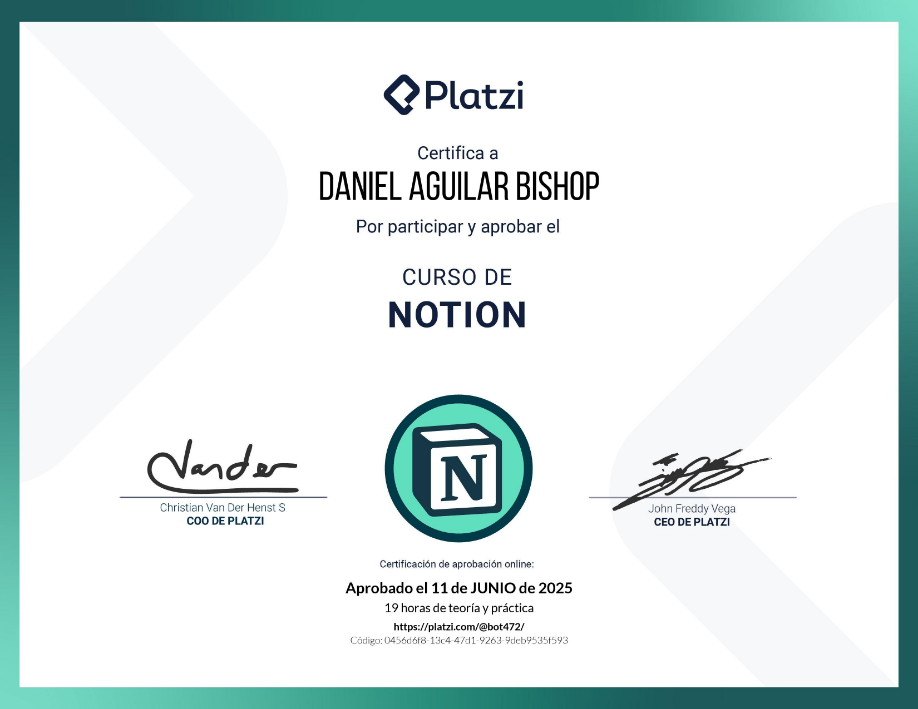 Platzi
Certifica a
DANIEL AGUILAR BISHOP
Por participar y aprobar el
CURSO DE
NOTION
Vander
N
Christian Van Der Henst S
COO DE PLATZI
John Freddy Vega
CEO DE PLATZI
Certificación de aprobación online:
Aprobado el 11 de JUNIO de 2025
19 horas de teoría y práctica
https://platzi.com/@bot472/
Código: 0456d6f8-13c4-47d1-9263-9deb9535f593